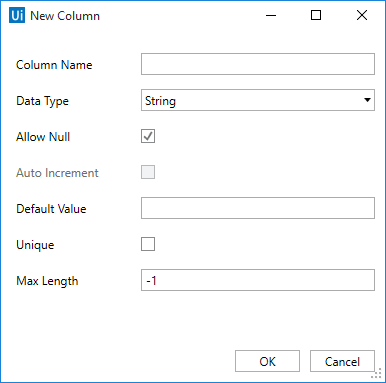 Ui New Column
Column Name
Data Type String
Allow Null
Auto Increment
Default Value
Unique
Max Length -1
OK Cancel